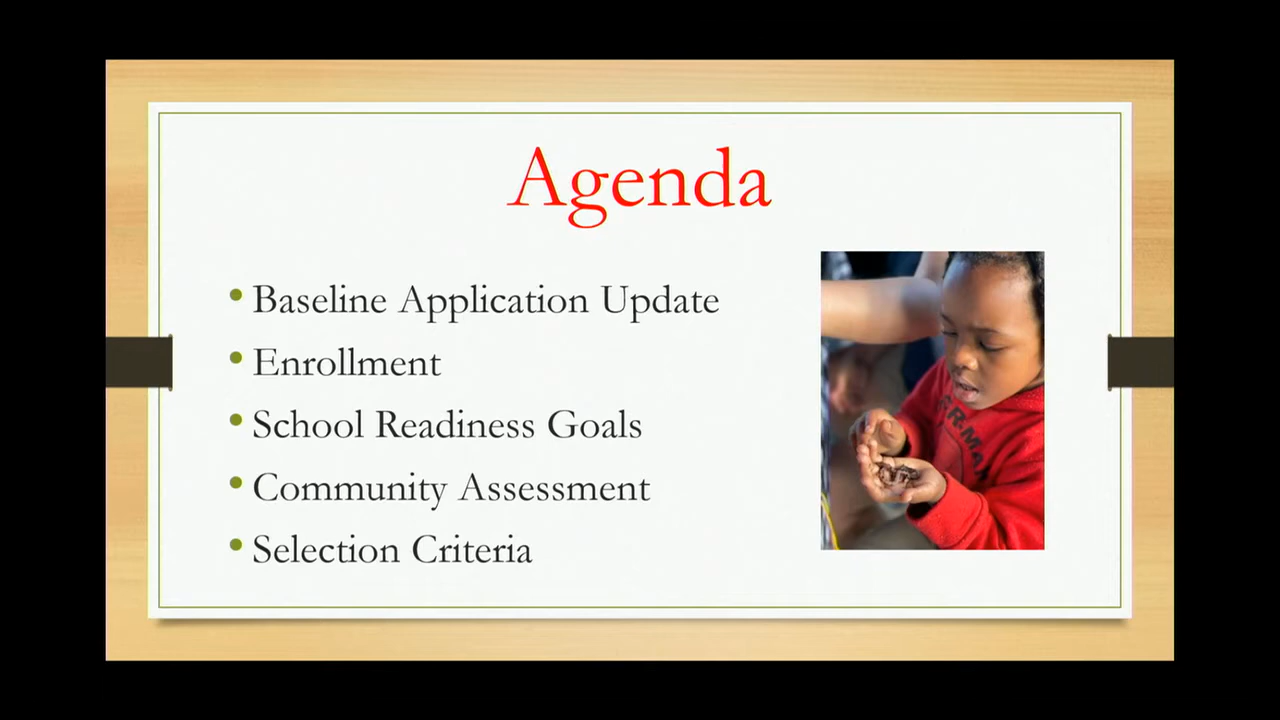 Agenda
• Baseline Application Update
• Enrollment
• School Readiness Goals
• Community Assessment
• Selection Criteria